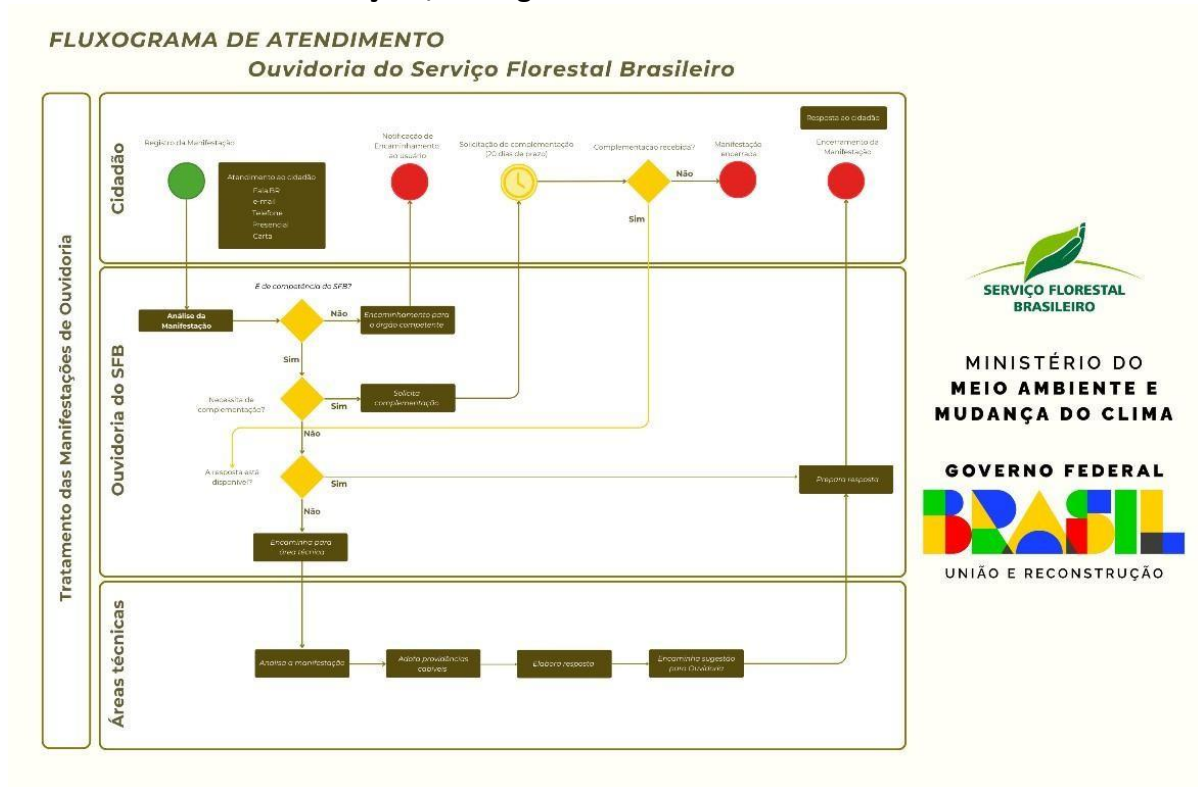 FLUXOGRAMA DE ATENDIMENTO
Ouvidoria do Serviço Florestal Brasileiro
Tratamento das Manifestações de Ouvidoria
Cidadão
Registro da Manifestação
Atendimento ao cidadão
Fala.BR
e-mail
Telefone
Presencial
Carta
Notificação de
Encaminhamento
ao usuário
Solicitação de complementação
(20 dias de prazo)
Complementação recebida?
Não
Sim
Manifestação
encerrada
Resposta ao cidadão
Encerramento da
Manifestação
Ouvidoria do SFB
É de competência do SFB?
Análise da
Manifestação
Não
Encaminhamento para
o órgão competente
Sim
Necessita de
complementação?
Sim
Solicita
complementação
Não
A resposta está
disponível?
Sim
Prepara resposta
Não
Encaminha para
área técnica
Áreas técnicas
Analisa a manifestação
Adota providências
cabíveis
Elabora resposta
Encaminha sugestão
para Ouvidoria
SERVIÇO FLORESTAL
BRASILEIRO
MINISTÉRIO DO
MEIO AMBIENTE E
MUDANÇA DO CLIMA
GOVERNO FEDERAL
BRASIL
UNIÃO E RECONSTRUÇÃO